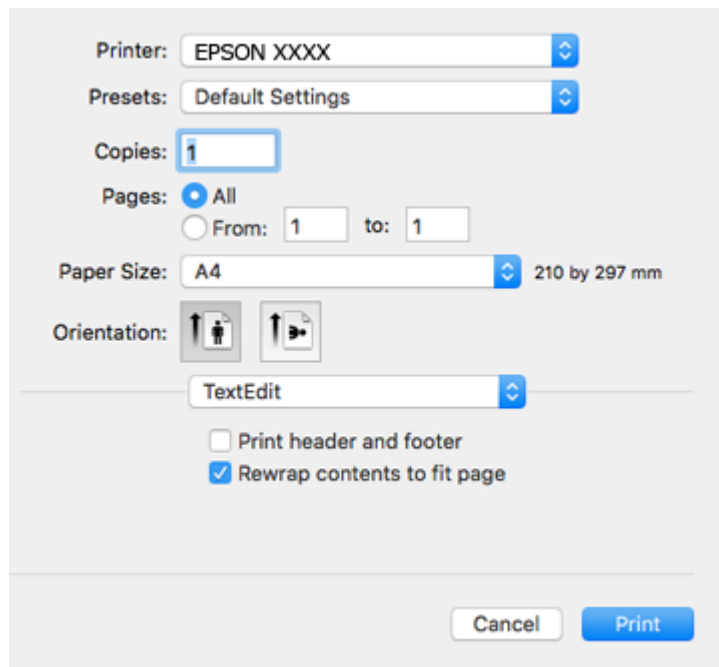 Printer: EPSON XXXX
Presets: Default Settings
Copies: 1
Pages: All
From: 1 to: 1
Paper Size: A4 210 by 297 mm
Orientation:
TextEdit
Print header and footer
Rewrap contents to fit page
Cancel Print